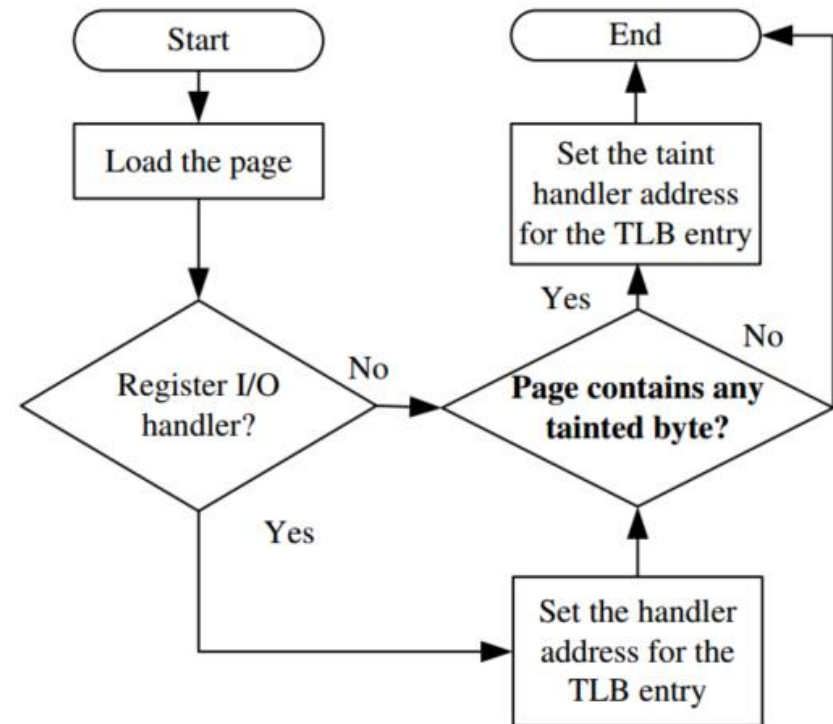 Start
Load the page
Register I/O
handler?
No
Yes
Set the handler
address for the
TLB entry
Page contains any
tainted byte?
Yes
No
Set the taint
handler address
for the TLB entry
End